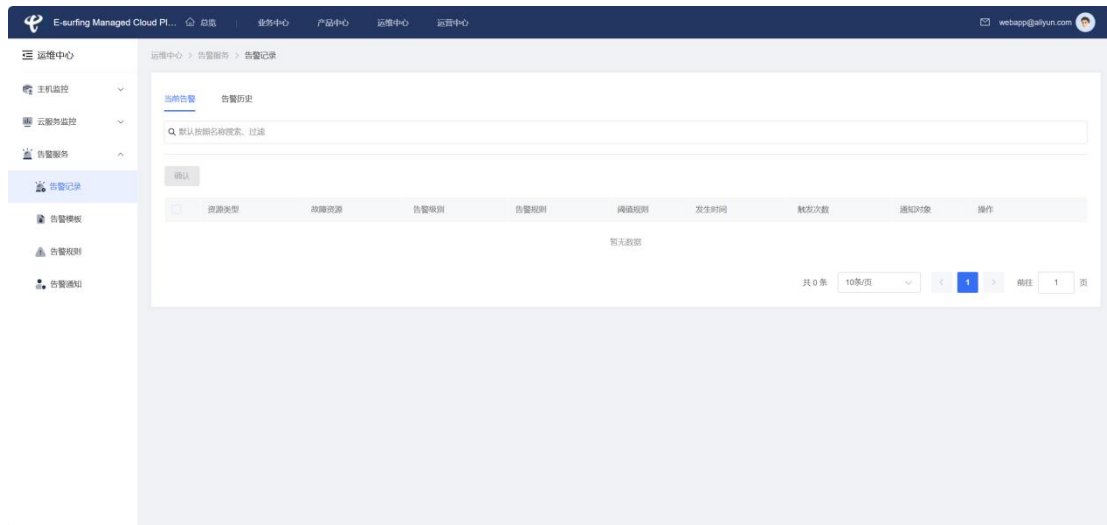 E-surfing Managed Cloud Pl... 总览 业务中心 产品中心 运维中心 运营中心 webapp@aliyun.com
运维中心 运维中心 > 告警服务 > 告警记录
主机监控
当前告警 告警历史
云服务监控
默认按照名称搜索、过滤
告警服务
确认
告警记录
资源类型 故障资源 告警级别 告警规则 阈值规则 发生时间 触发次数 通知对象 操作
告警模板
暂无数据
告警规则
告警通知
共 0 条 10条/页 < 1 > 前往 1 页